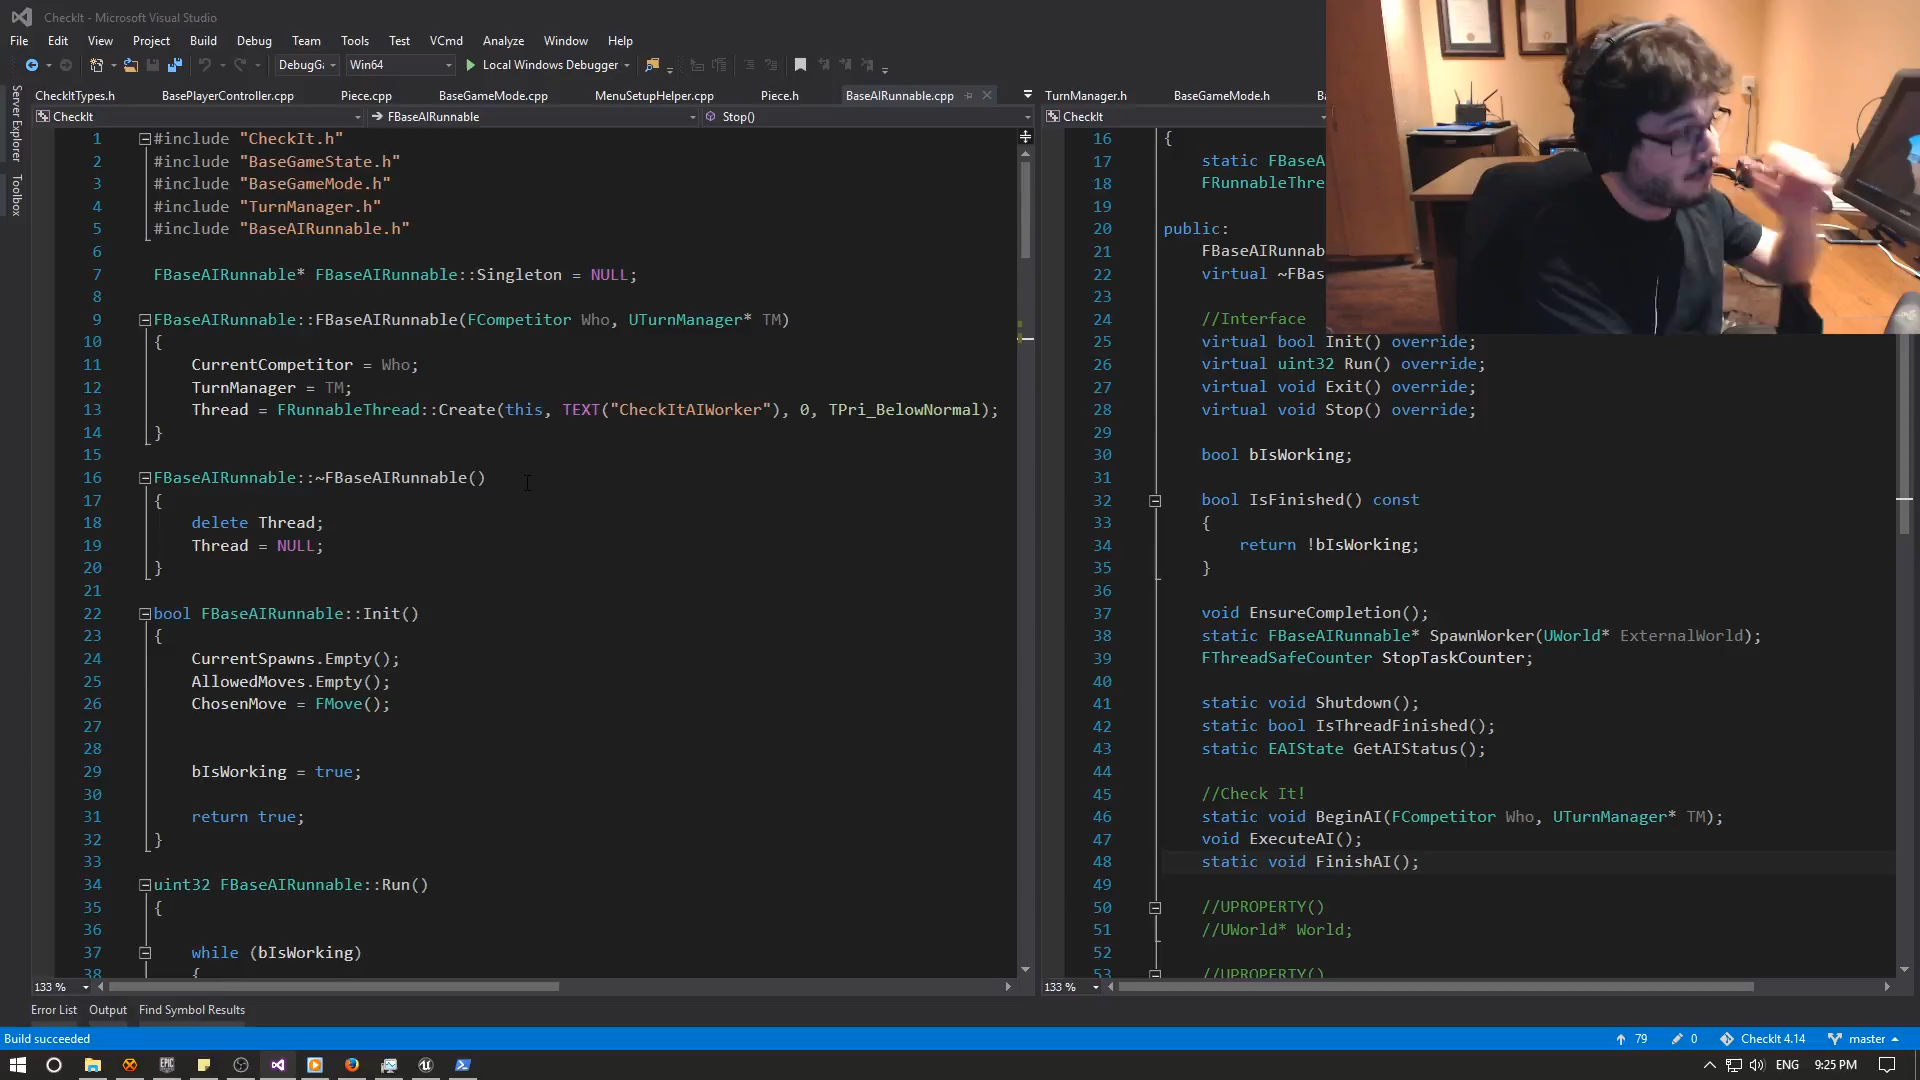 CheckIt - Microsoft Visual Studio
File Edit View Project Build Debug Team Tools Test VCmd Analyze Window Help
DebugG Win64 Local Windows Debugger
Server Explorer
Toolbox
CheckItTypes.h BasePlayerController.cpp Piece.cpp BaseGameMode.cpp MenuSetupHelper.cpp Piece.h BaseAIRunnable.cpp
CheckIt FBaseAIRunnable Stop()
1 #include "CheckIt.h"
2 #include "BaseGameState.h"
3 #include "BaseGameMode.h"
4 #include "TurnManager.h"
5 #include "BaseAIRunnable.h"
6
7 FBaseAIRunnable* FBaseAIRunnable::Singleton = NULL;
8
9 FBaseAIRunnable::FBaseAIRunnable(FCompetitor Who, UTurnManager* TM)
10 {
11 CurrentCompetitor = Who;
12 TurnManager = TM;
13 Thread = FRunnableThread::Create(this, TEXT("CheckItAIWorker"), 0, TPri_BelowNormal);
14 }
15
16 FBaseAIRunnable::~FBaseAIRunnable()
17 {
18 delete Thread;
19 Thread = NULL;
20 }
21
22 bool FBaseAIRunnable::Init()
23 {
24 CurrentSpawns.Empty();
25 AllowedMoves.Empty();
26 ChosenMove = FMove();
27
28
29 bIsWorking = true;
30
31 return true;
32 }
33
34 uint32 FBaseAIRunnable::Run()
35 {
36
37 while (bIsWorking)
38 {
133 %
TurnManager.h BaseGameMode.h
CheckIt
16 {
17 static FBaseA
18 FRunnableThre
19
20 public:
21 FBaseAIRunnab
22 virtual ~FBas
23
24 //Interface
25 virtual bool Init() override;
26 virtual uint32 Run() override;
27 virtual void Exit() override;
28 virtual void Stop() override;
29
30 bool bIsWorking;
31
32 bool IsFinished() const
33 {
34 return !bIsWorking;
35 }
36
37 void EnsureCompletion();
38 static FBaseAIRunnable* SpawnWorker(UWorld* ExternalWorld);
39 FThreadSafeCounter StopTaskCounter;
40
41 static void Shutdown();
42 static bool IsThreadFinished();
43 static EAIState GetAIStatus();
44
45 //Check It!
46 static void BeginAI(FCompetitor Who, UTurnManager* TM);
47 void ExecuteAI();
48 static void FinishAI();
49
50 //UPROPERTY()
51 //UWorld* World;
52
53 //UPROPERTY()
133 %
Error List Output Find Symbol Results
Build succeeded 79 0 CheckIt 4.14 master
EPIC ENG 9:25 PM